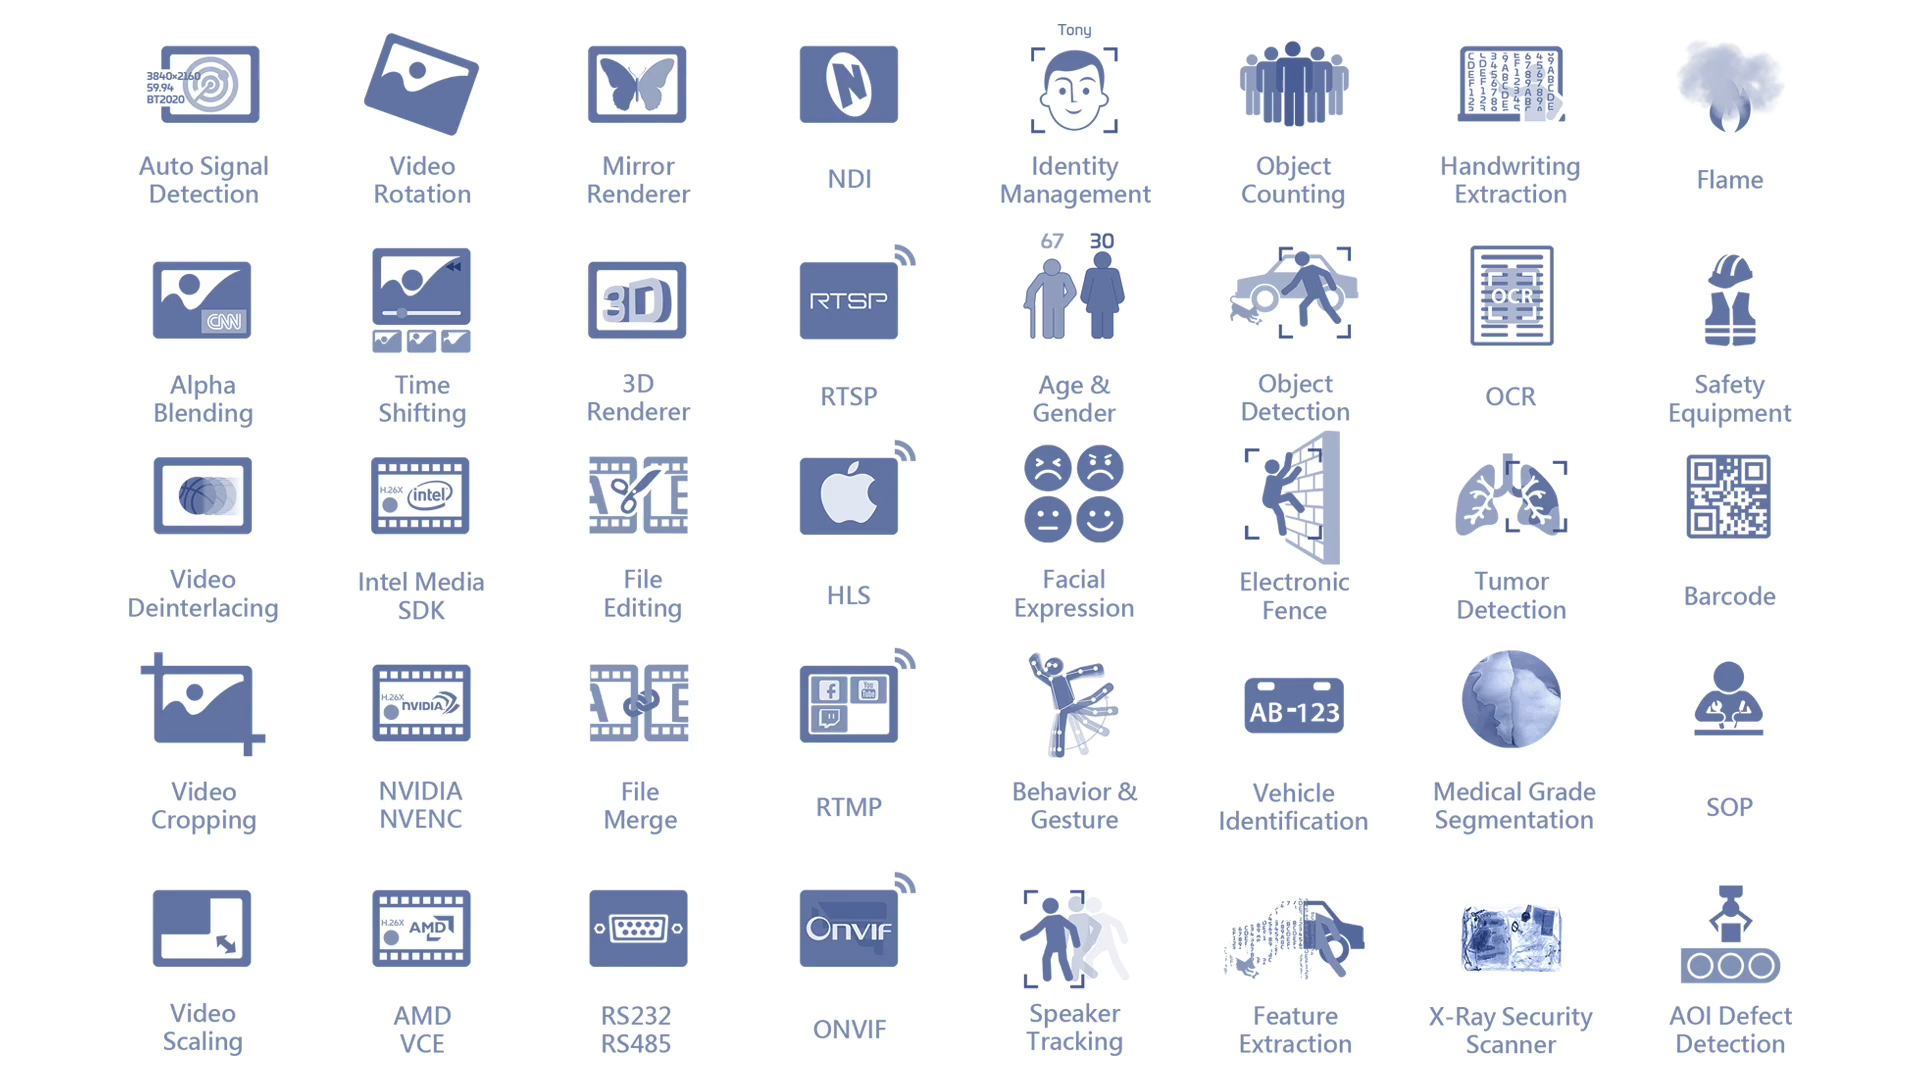 Tony
3840×2160
59.94
BT2020
N
Auto Signal
Detection
Video
Rotation
Mirror
Renderer
NDI
Identity
Management
Object
Counting
Handwriting
Extraction
Flame
67 30
CNN
3D
RTSP
OCR
Alpha
Blending
Time
Shifting
3D
Renderer
RTSP
Age &
Gender
Object
Detection
OCR
Safety
Equipment
H.26X
intel
A E
Video
Deinterlacing
Intel Media
SDK
File
Editing
HLS
Facial
Expression
Electronic
Fence
Tumor
Detection
Barcode
H.26X
NVIDIA
A E
f
You
Tube
AB-123
Video
Cropping
NVIDIA
NVENC
File
Merge
RTMP
Behavior &
Gesture
Vehicle
Identification
Medical Grade
Segmentation
SOP
H.26X
AMD
ONVIF
Video
Scaling
AMD
VCE
RS232
RS485
ONVIF
Speaker
Tracking
Feature
Extraction
X-Ray Security
Scanner
AOI Defect
Detection